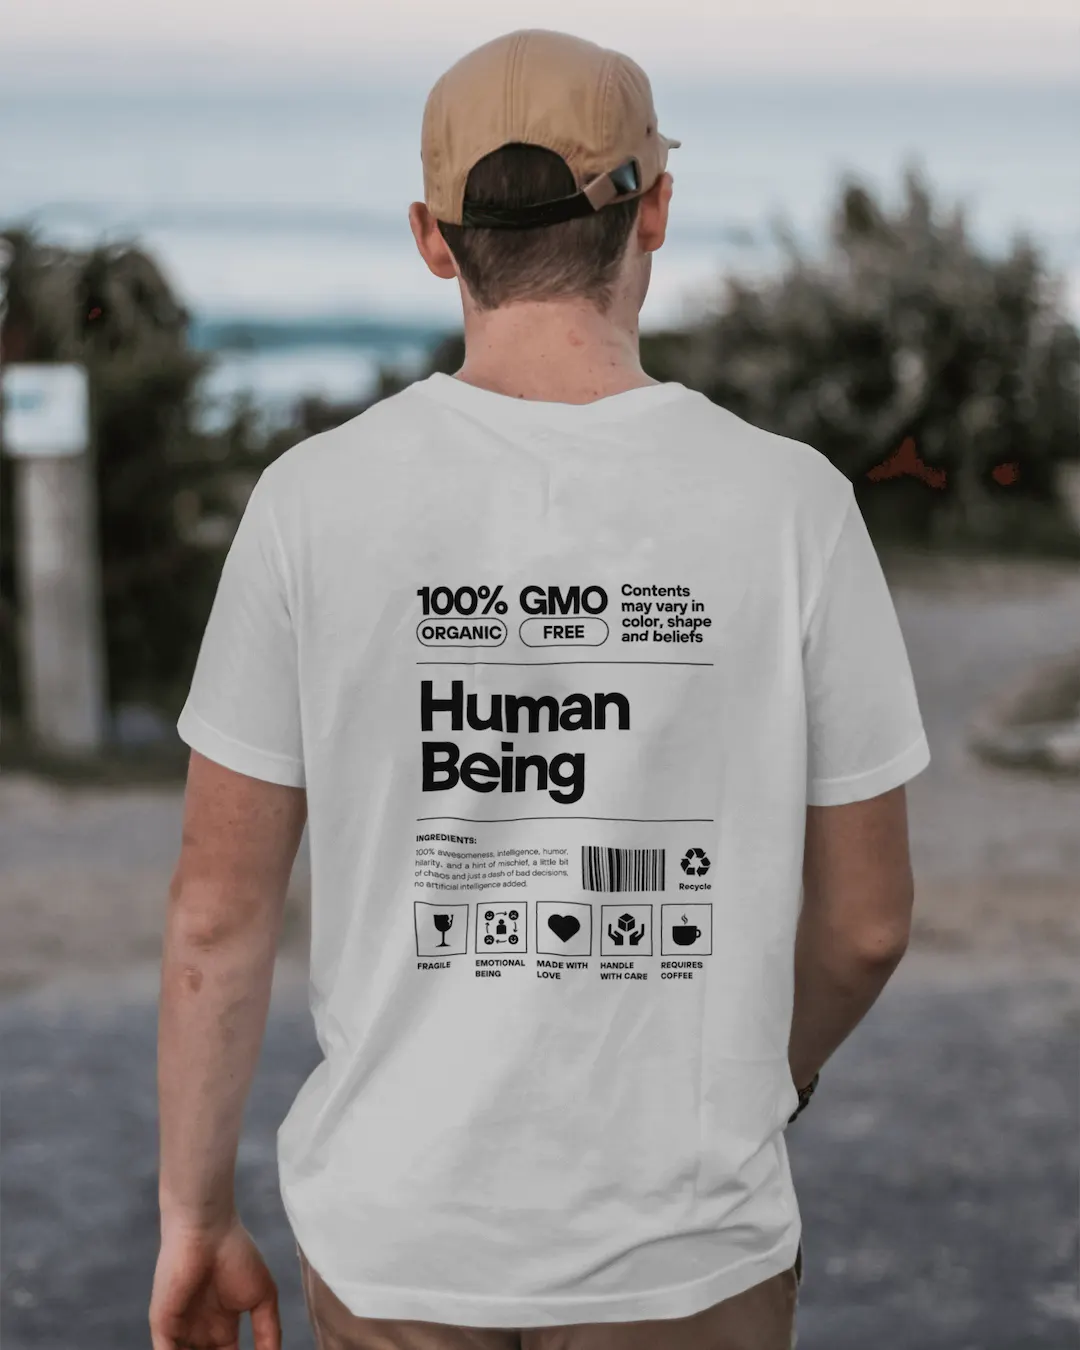 100% GMO
ORGANIC FREE
Contents
may vary in
color, shape
and beliefs
Human
Being
INGREDIENTS:
100% awesomeness, intelligence, humor,
hilarity, and a hint of mischief, a little bit
of chaos and just a dash of bad decisions,
no artificial intelligence added.
Recycle
FRAGILE
EMOTIONAL
BEING
MADE WITH
LOVE
HANDLE
WITH CARE
REQUIRES
COFFEE